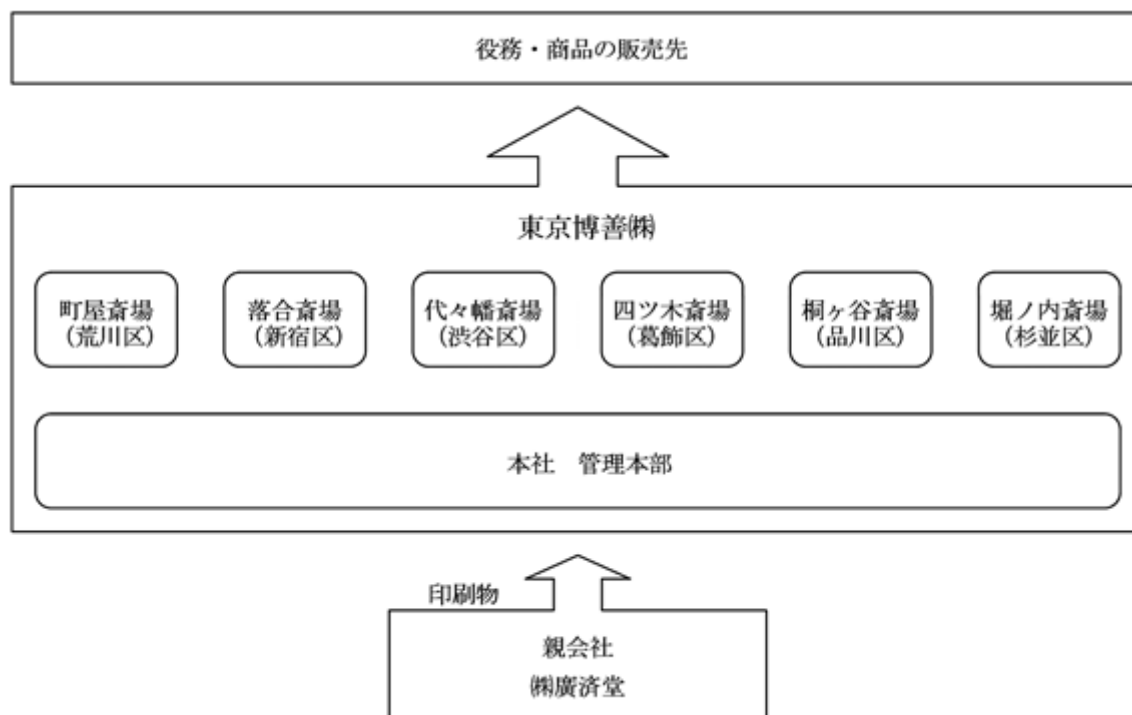 役務・商品の販売先
東京博善㈱
町屋斎場
(荒川区)
落合斎場
(新宿区)
代々幡斎場
(渋谷区)
四ツ木斎場
(葛飾区)
桐ヶ谷斎場
(品川区)
堀ノ内斎場
(杉並区)
本社　管理本部
印刷物
親会社
㈱廣済堂